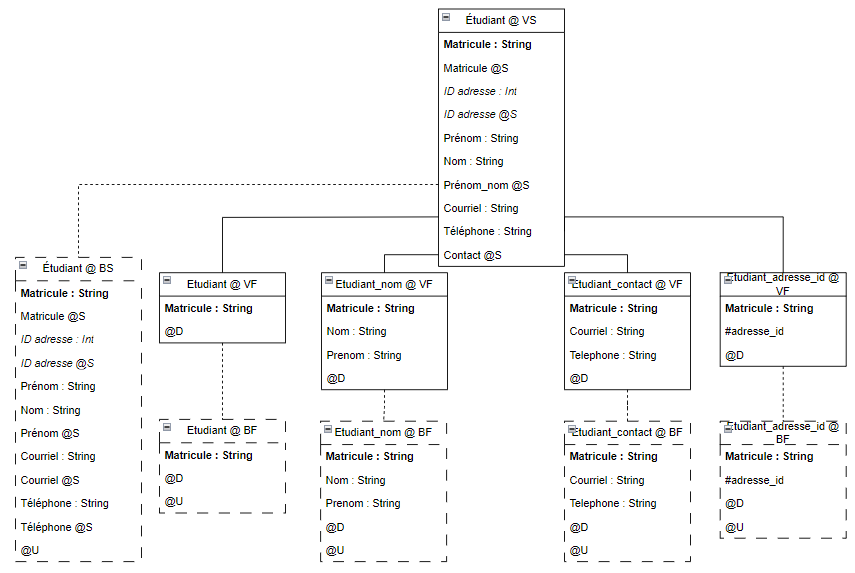 Étudiant @ VS
Matricule : String
Matricule @S
ID adresse : Int
ID adresse @S
Prénom : String
Nom : String
Prénom_nom @S
Courriel : String
Téléphone : String
Contact @S
Étudiant @ BS
Matricule : String
Matricule @S
ID adresse : Int
ID adresse @S
Prénom : String
Nom : String
Prénom @S
Courriel : String
Courriel @S
Téléphone : String
Téléphone @S
@U
Etudiant @ VF
Matricule : String
@D
Etudiant_nom @ VF
Matricule : String
Nom : String
Prenom : String
@D
Etudiant_contact @ VF
Matricule : String
Courriel : String
Telephone : String
@D
Etudiant_adresse_id @
VF
Matricule : String
#adresse_id
@D
Etudiant @ BF
Matricule : String
@D
@U
Etudiant_nom @ BF
Matricule : String
Nom : String
Prenom : String
@D
@U
Etudiant_contact @ BF
Matricule : String
Courriel : String
Telephone : String
@D
@U
Etudiant_adresse_id @
BF
Matricule : String
#adresse_id
@D
@U